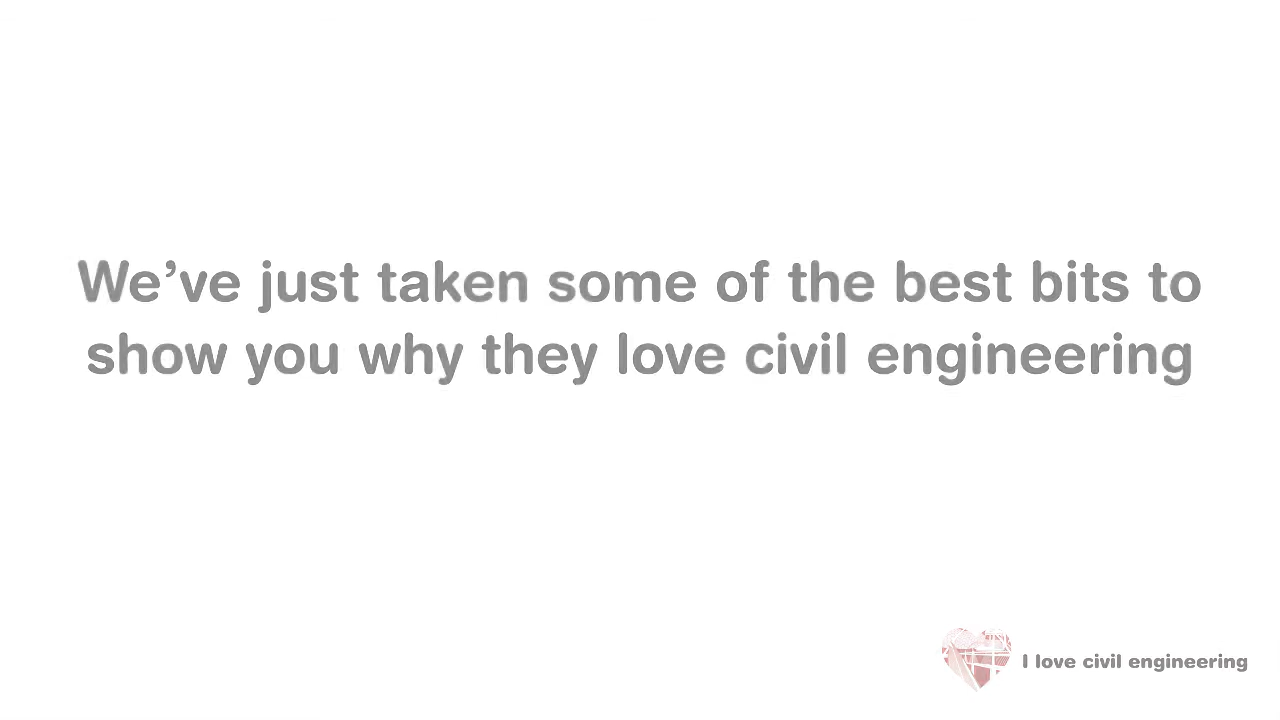 We’ve just taken some of the best bits to
show you why they love civil engineering
I love civil engineering